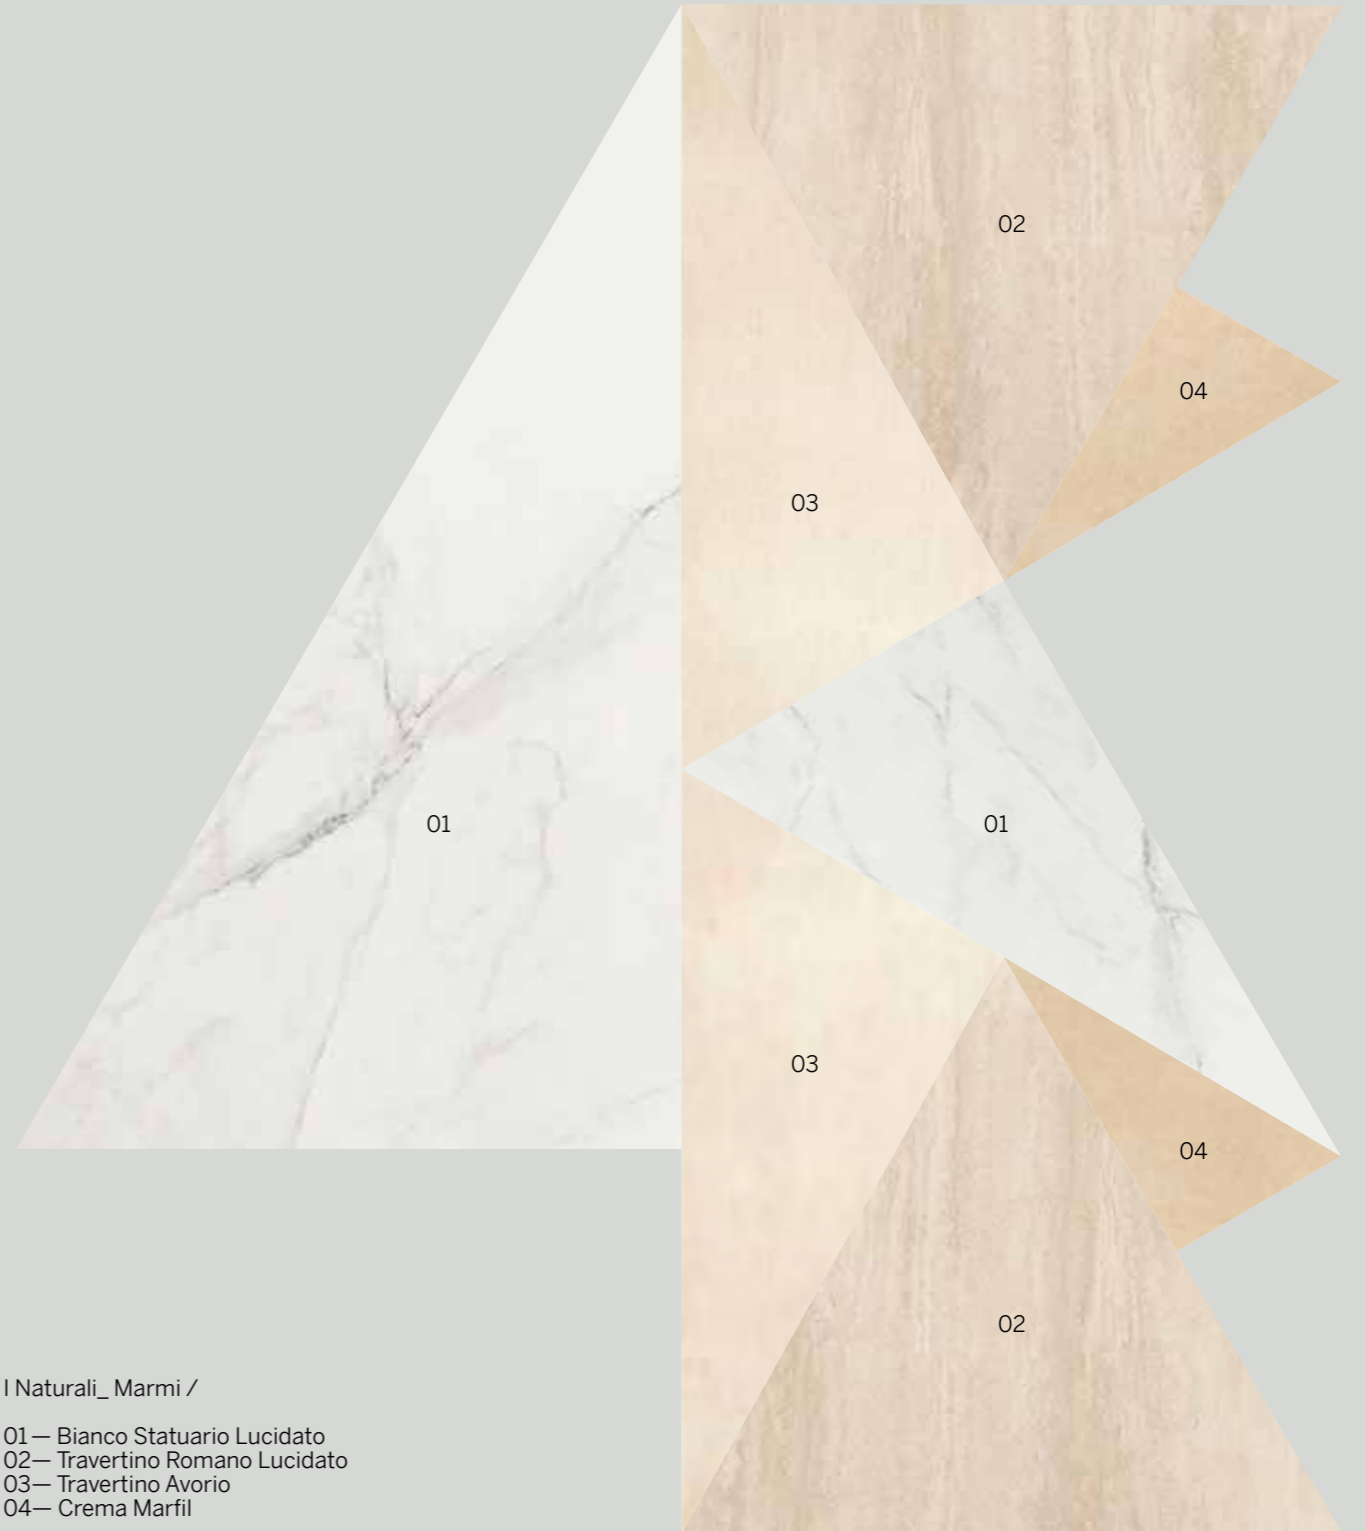 02
04
03
01
01
03
04
02
I Naturali_ Marmi /
01— Bianco Statuario Lucidato
02— Travertino Romano Lucidato
03— Travertino Avorio
04— Crema Marfil